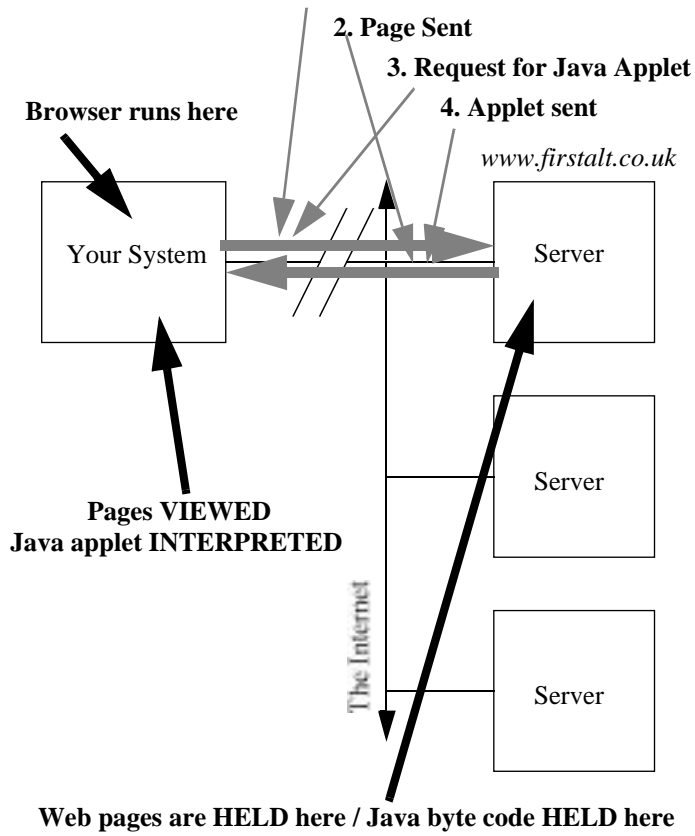 2. Page Sent
3. Request for Java Applet
4. Applet sent
Browser runs here
www.firstalt.co.uk
Your System
Server
Server
Pages VIEWED
Java applet INTERPRETED
The Internet
Server
Web pages are HELD here / Java byte code HELD here